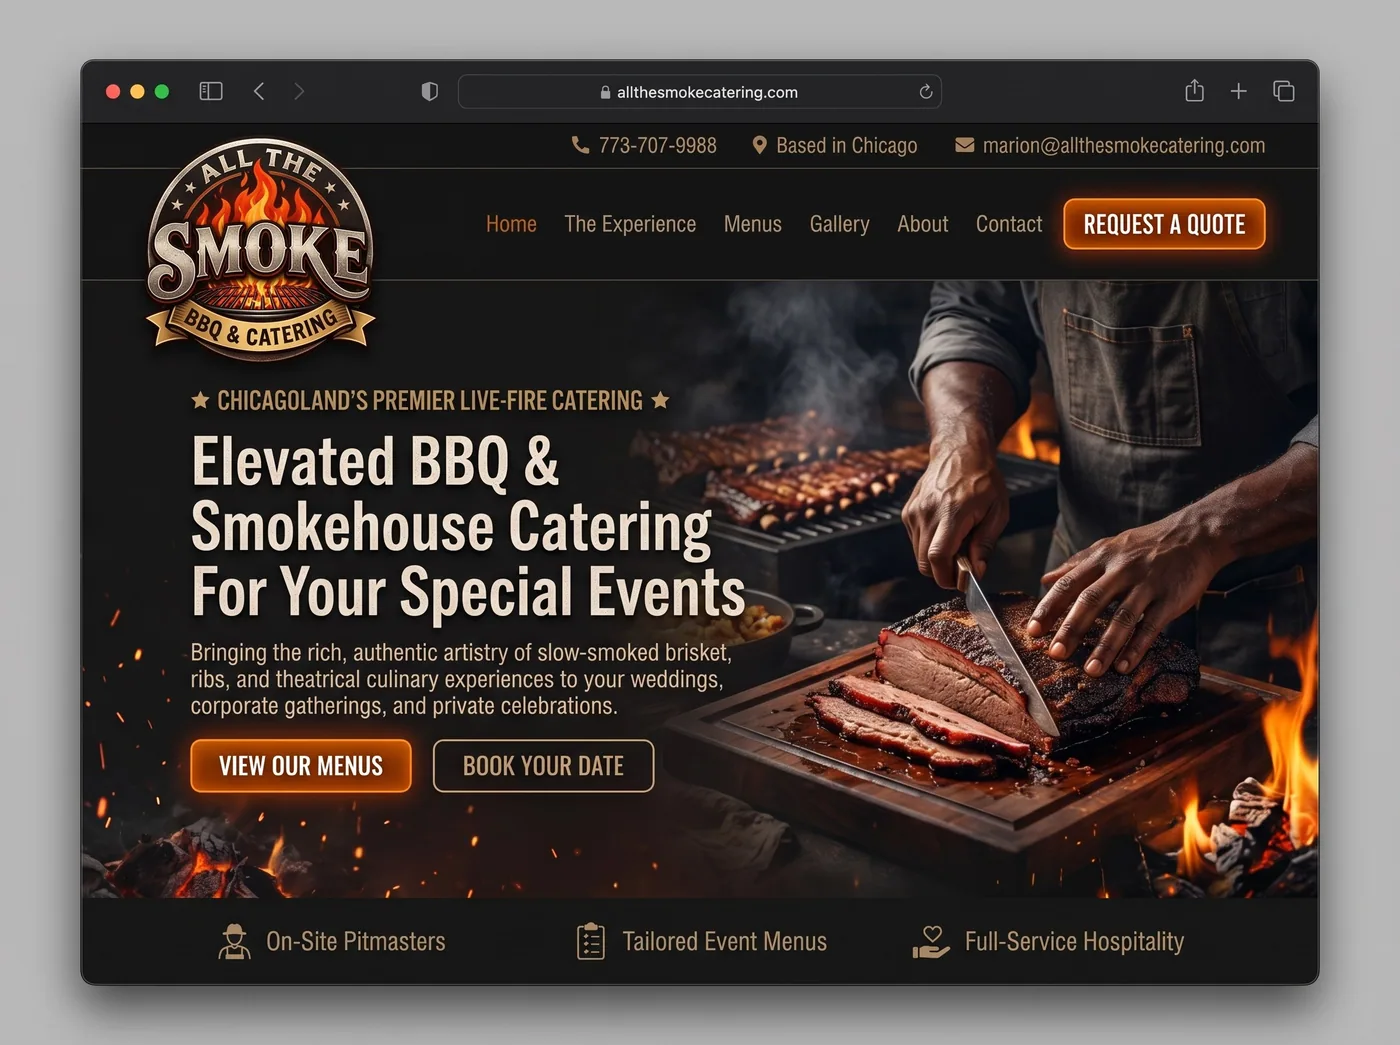 allthesmokecatering.com
773-707-9988
Based in Chicago
marion@allthesmokecatering.com
ALL THE
SMOKE
BBQ & CATERING
Home
The Experience
Menus
Gallery
About
Contact
REQUEST A QUOTE
CHICAGOLAND'S PREMIER LIVE-FIRE CATERING
Elevated BBQ &
Smokehouse Catering
For Your Special Events
Bringing the rich, authentic artistry of slow-smoked brisket,
ribs, and theatrical culinary experiences to your weddings,
corporate gatherings, and private celebrations.
VIEW OUR MENUS
BOOK YOUR DATE
On-Site Pitmasters
Tailored Event Menus
Full-Service Hospitality